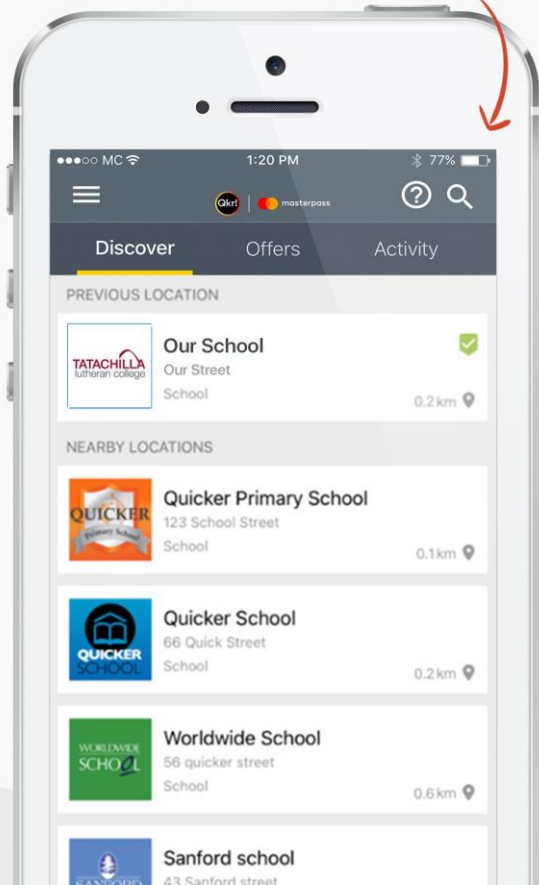 MC
1:20 PM
77%
Qkr!
masterpass
Discover
Offers
Activity
PREVIOUS LOCATION
TATACHILLA
lutheran college
Our School
Our Street
School
0.2 km
NEARBY LOCATIONS
QUICKER
Primary School
Quicker Primary School
123 School Street
School
0.1 km
QUICKER
SCHOOL
Quicker School
66 Quick Street
School
0.2 km
WORLDWIDE
SCHOOL
Worldwide School
56 quicker street
School
0.6 km
SANFORD
Sanford school
43 Sanford street